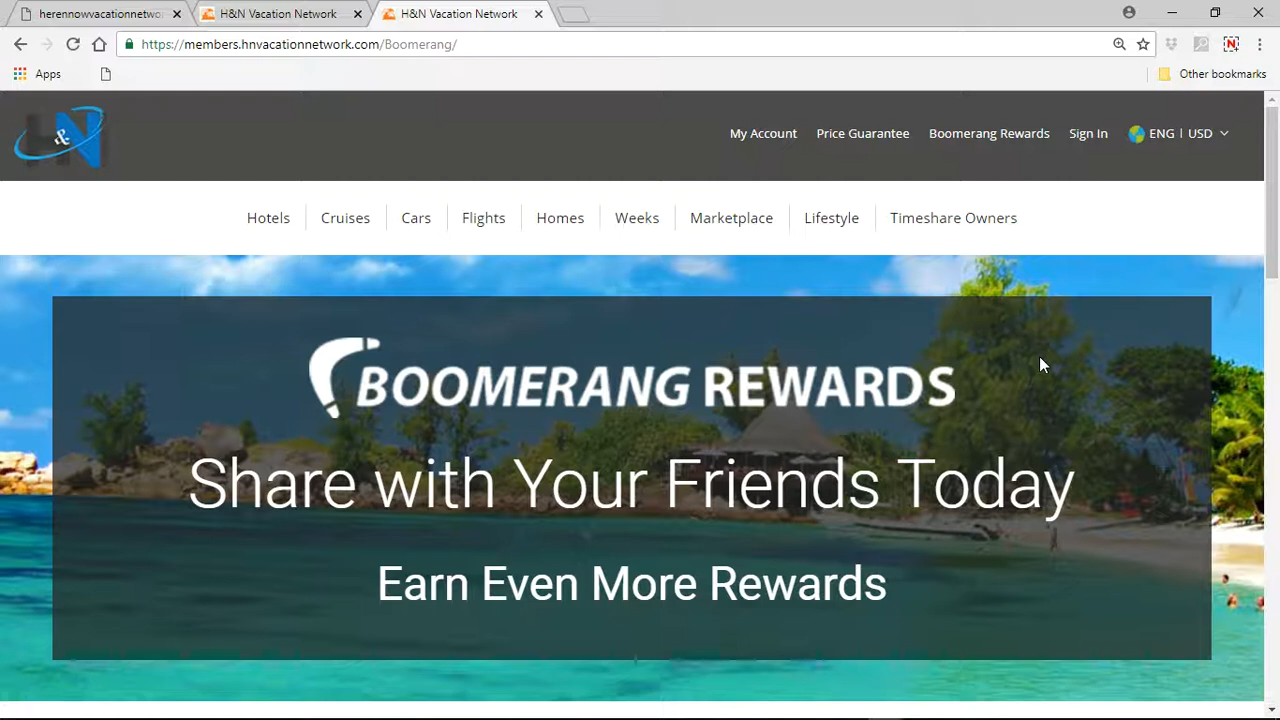 herennowvacationnetwor
H&N Vacation Network
H&N Vacation Network
https://members.hnvacationnetwork.com/Boomerang/
N
Apps
Other bookmarks
H&N
My Account
Price Guarantee
Boomerang Rewards
Sign In
ENG | USD
Hotels
Cruises
Cars
Flights
Homes
Weeks
Marketplace
Lifestyle
Timeshare Owners
BOOMERANG REWARDS
Share with Your Friends Today
Earn Even More Rewards